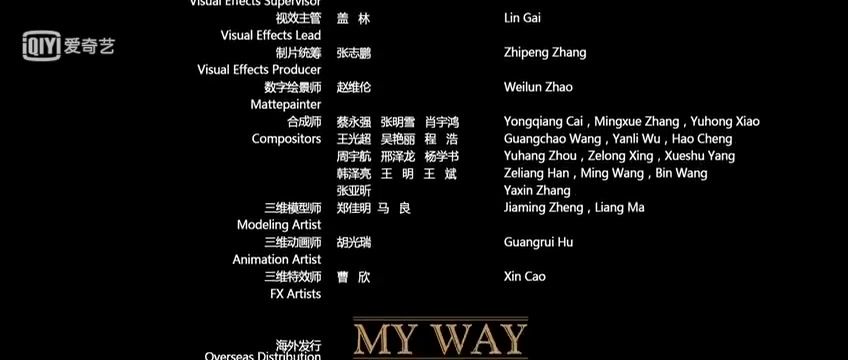 Visual Effects Supervisor
iQIYI 爱奇艺
视效主管 盖 林 Lin Gai
Visual Effects Lead
制片统筹 张志鹏 Zhipeng Zhang
Visual Effects Producer
数字绘景师 赵维伦 Weilun Zhao
Mattepainter
合成师 蔡永强 张明雪 肖宇鸿 Yongqiang Cai , Mingxue Zhang , Yuhong Xiao
Compositors 王光超 吴艳丽 程 浩 Guangchao Wang , Yanli Wu , Hao Cheng
周宇航 邢泽龙 杨学书 Yuhang Zhou , Zelong Xing , Xueshu Yang
韩泽亮 王 明 王 斌 Zeliang Han , Ming Wang , Bin Wang
张亚昕 Yaxin Zhang
三维模型师 郑佳明 马 良 Jiaming Zheng , Liang Ma
Modeling Artist
三维动画师 胡光瑞 Guangrui Hu
Animation Artist
三维特效师 曹 欣 Xin Cao
FX Artists
MY WAY
海外发行
Overseas Distribution